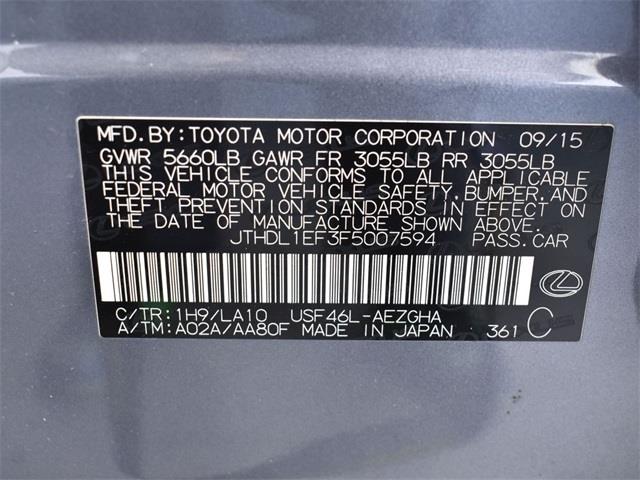 MFD. BY: TOYOTA MOTOR CORPORATION 09/15
GVWR 5660LB GAWR FR 3055LB RR 3055LB
THIS VEHICLE CONFORMS TO ALL APPLICABLE
FEDERAL MOTOR VEHICLE SAFETY, BUMPER, AND
THEFT PREVENTION STANDARDS IN EFFECT ON
THE DATE OF MANUFACTURE SHOWN ABOVE.
JTHDL1EF3F5007594 PASS. CAR
C/TR: 1H9/LA10 USF46L-AEZGHA
A/TM: A02A/AA80F MADE IN JAPAN 361 C